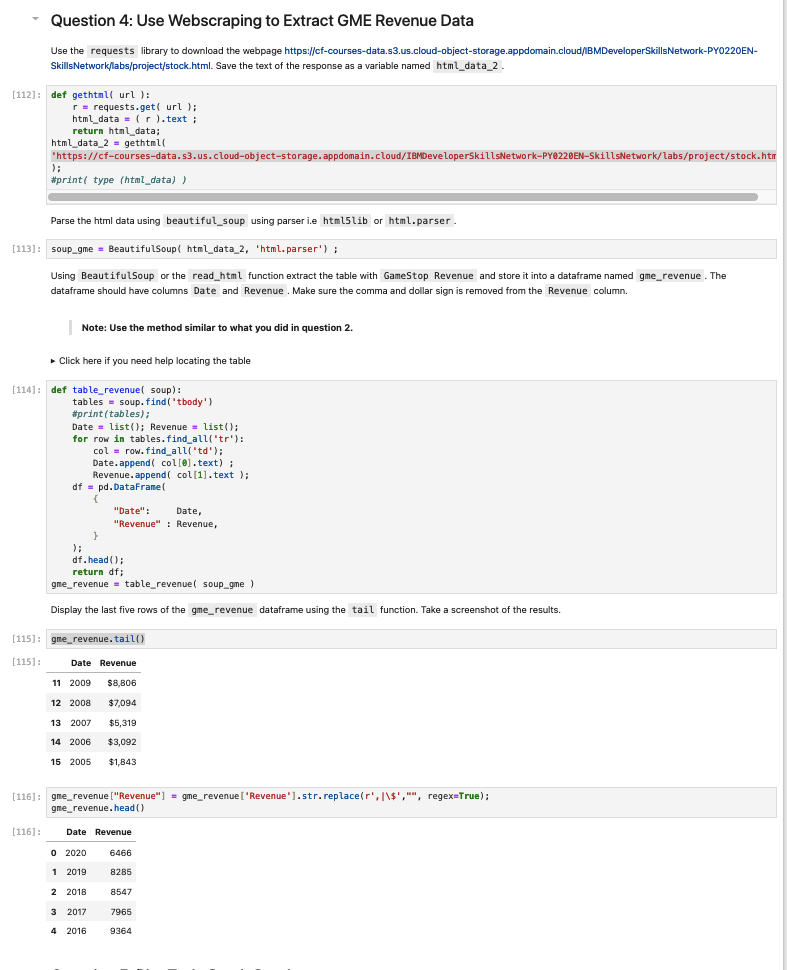 Question 4: Use Webscraping to Extract GME Revenue Data
Use the requests library to download the webpage https://cf-courses-data.s3.us.cloud-object-storage.appdomain.cloud/IBMDeveloperSkillsNetwork-PY0220EN-
SkillsNetwork/labs/project/stock.html. Save the text of the response as a variable named html_data_2.
[112]: def gethtml( url ):
r = requests.get( url );
html_data = ( r ).text ;
return html_data;
html_data_2 = gethtml(
'https://cf-courses-data.s3.us.cloud-object-storage.appdomain.cloud/IBMDeveloperSkillsNetwork-PY0220EN-SkillsNetwork/labs/project/stock.htm
);
#print( type (html_data) )
Parse the html data using beautiful_soup using parser i.e html5lib or html.parser.
[113]: soup_gme = BeautifulSoup( html_data_2, 'html.parser') ;
Using BeautifulSoup or the read_html function extract the table with GameStop Revenue and store it into a dataframe named gme_revenue. The
dataframe should have columns Date and Revenue. Make sure the comma and dollar sign is removed from the Revenue column.
Note: Use the method similar to what you did in question 2.
▸ Click here if you need help locating the table
[114]: def table_revenue( soup):
tables = soup.find('tbody')
#print(tables);
Date = list(); Revenue = list();
for row in tables.find_all('tr'):
col = row.find_all('td');
Date.append( col[0].text) ;
Revenue.append( col[1].text );
df = pd.DataFrame(
{
"Date": Date,
"Revenue" : Revenue,
}
);
df.head();
return df;
gme_revenue = table_revenue( soup_gme )
Display the last five rows of the gme_revenue dataframe using the tail function. Take a screenshot of the results.
[115]: gme_revenue.tail()
[115]: Date Revenue
11 2009 $8,806
12 2008 $7,094
13 2007 $5,319
14 2006 $3,092
15 2005 $1,843
[116]: gme_revenue["Revenue"] = gme_revenue['Revenue'].str.replace(r',|\$',"", regex=True);
gme_revenue.head()
[116]: Date Revenue
0 2020 6466
1 2019 8285
2 2018 8547
3 2017 7965
4 2016 9364